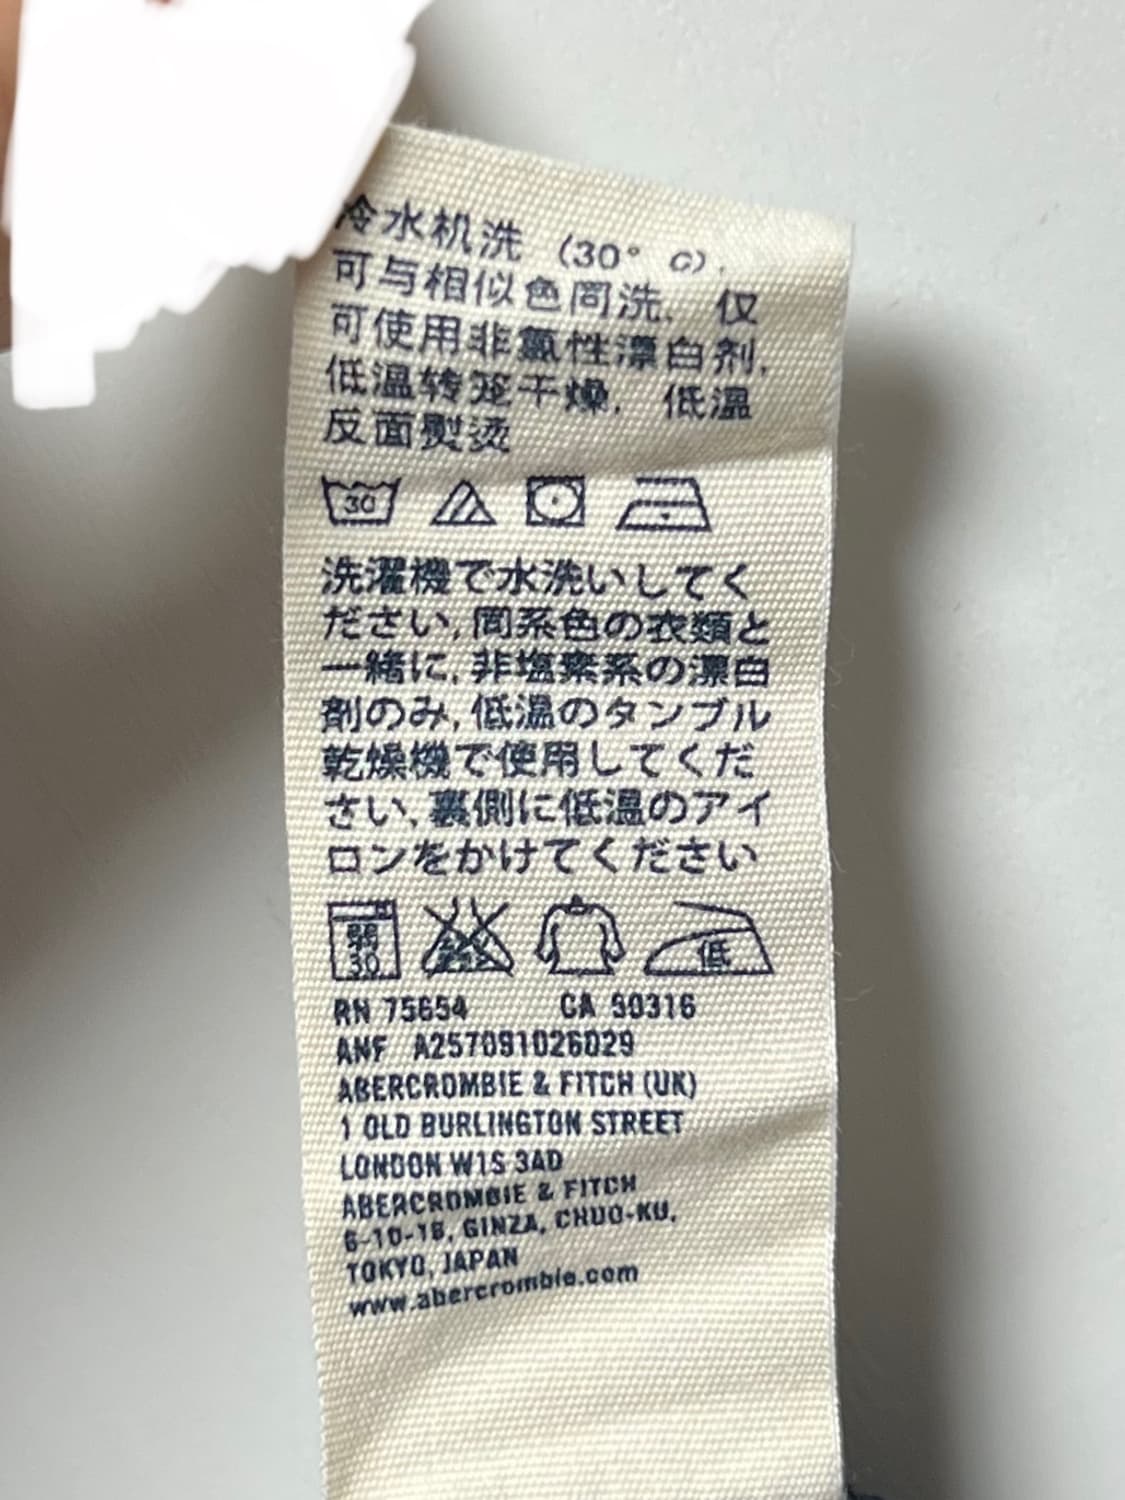 冷水机洗 (30° C),
可与相似色同洗, 仅
可使用非氯性漂白剂,
低温转笼干燥, 低温
反面熨烫
30
洗濯機で水洗いしてく
ださい, 同系色の衣類と
一緒に, 非塩素系の漂白
剤のみ, 低温のタンブル
乾燥機で使用してくだ
さい, 裏側に低温のアイ
ロンをかけてください
弱 30 低
RN 75654 CA 50316
ANF A257091026029
ABERCROMBIE & FITCH (UK)
1 OLD BURLINGTON STREET
LONDON W1S 3AD
ABERCROMBIE & FITCH
6-10-16, GINZA, CHUO-KU,
TOKYO, JAPAN
www.abercrombie.com